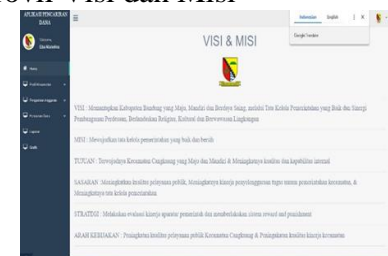 APLIKASI PENCAIRAN
DANA
Welcome,
Home
Laporan
Grafik
Indonesian
English
Google Translate
VISI & MISI
VISI : Memantapkan Kabupaten Bandung yang Maju, Mandiri dan Berdaya Saing, melalui Tata Kelola Pemerintahan yang Baik dan Sinergi
Pembangunan Perdesaan, Berlandaskan Religius, Kultural dan Berwawasan Lingkungan
MISI : Mewujudkan tata kelola pemerintahan yang baik dan bersih
TUJUAN : Terwujudnya Kecamatan Cangkuang yang Maju dan Mandiri & Meningkatnya kualitas dan kapabilitas internal
SASARAN : Meningkatkan kualitas pelayanan publik, Meningkatnya kinerja penyelenggaraan tugas umum pemerintahan kecamatan, &
Meningkatnya tata kelola pemerintahan
STRATEGI : Melakukan evaluasi kinerja aparatur pemerintah dan memberlakukan sistem reward and punishment
ARAH KEBIJAKAN : Peningkatan kualitas pelayanan publik Kecamatan Cangkuang & Peningkatan kualitas kinerja kecamatan